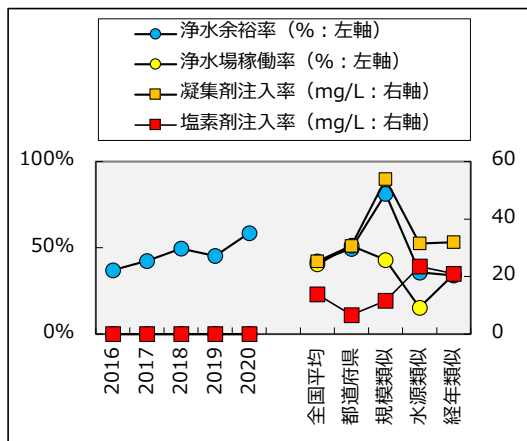 浄水余裕率（%：左軸）
浄水場稼働率（%：左軸）
凝集剤注入率（mg/L：右軸）
塩素剤注入率（mg/L：右軸）
100%
50%
0%
60
40
20
0
2016
2017
2018
2019
2020
全国平均
都道府県
規模類似
水源類似
経年類似